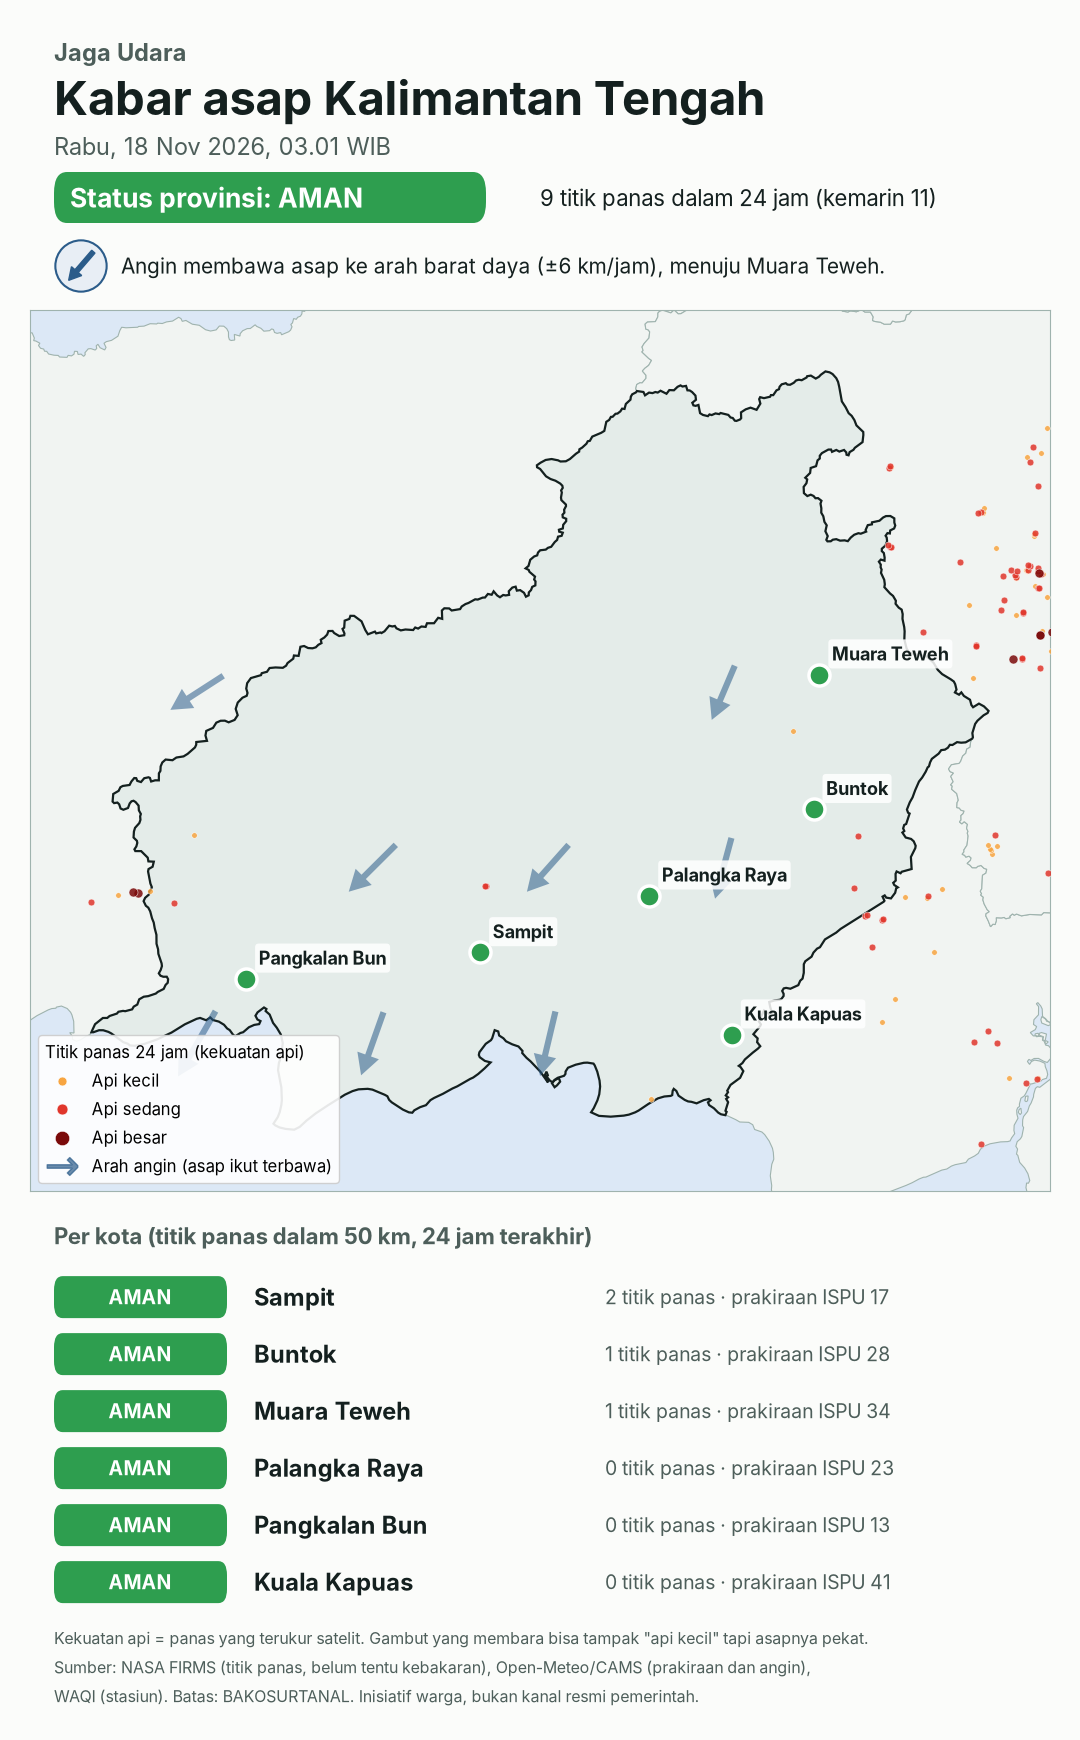 Jaga Udara
Kabar asap Kalimantan Tengah
Rabu, 18 Nov 2026, 03.01 WIB
Status provinsi: AMAN
9 titik panas dalam 24 jam (kemarin 11)
Angin membawa asap ke arah barat daya (±6 km/jam), menuju Muara Teweh.
Muara Teweh
Buntok
Palangka Raya
Sampit
Pangkalan Bun
Kuala Kapuas
Titik panas 24 jam (kekuatan api)
Api kecil
Api sedang
Api besar
Arah angin (asap ikut terbawa)
Per kota (titik panas dalam 50 km, 24 jam terakhir)
AMAN Sampit 2 titik panas · prakiraan ISPU 17
AMAN Buntok 1 titik panas · prakiraan ISPU 28
AMAN Muara Teweh 1 titik panas · prakiraan ISPU 34
AMAN Palangka Raya 0 titik panas · prakiraan ISPU 23
AMAN Pangkalan Bun 0 titik panas · prakiraan ISPU 13
AMAN Kuala Kapuas 0 titik panas · prakiraan ISPU 41
Kekuatan api = panas yang terukur satelit. Gambut yang membara bisa tampak "api kecil" tapi asapnya pekat.
Sumber: NASA FIRMS (titik panas, belum tentu kebakaran), Open-Meteo/CAMS (prakiraan dan angin),
WAQI (stasiun). Batas: BAKOSURTANAL. Inisiatif warga, bukan kanal resmi pemerintah.